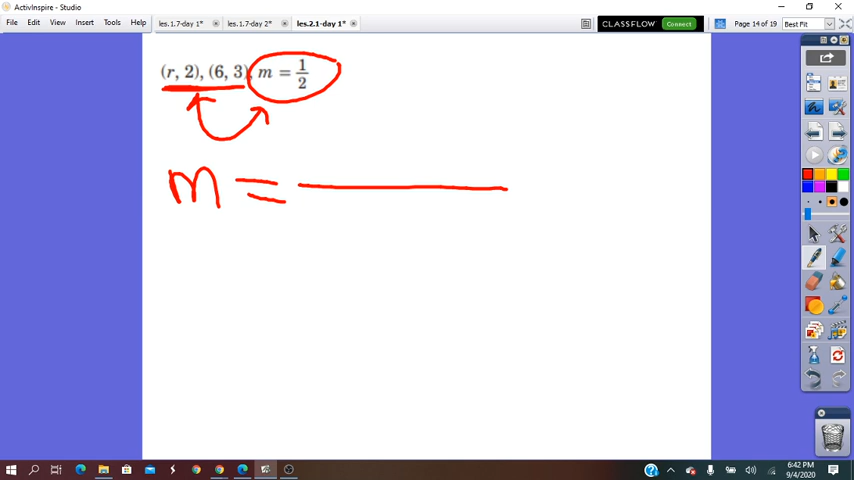 ActivInspire - Studio
File Edit View Insert Tools Help
les.1.7-day 1* les.1.7-day 2* les.2.1-day 1*
CLASSFLOW Connect
Page 14 of 19 Best Fit
(r, 2), (6, 3), m = 1/2
m =
6:42 PM
9/4/2020